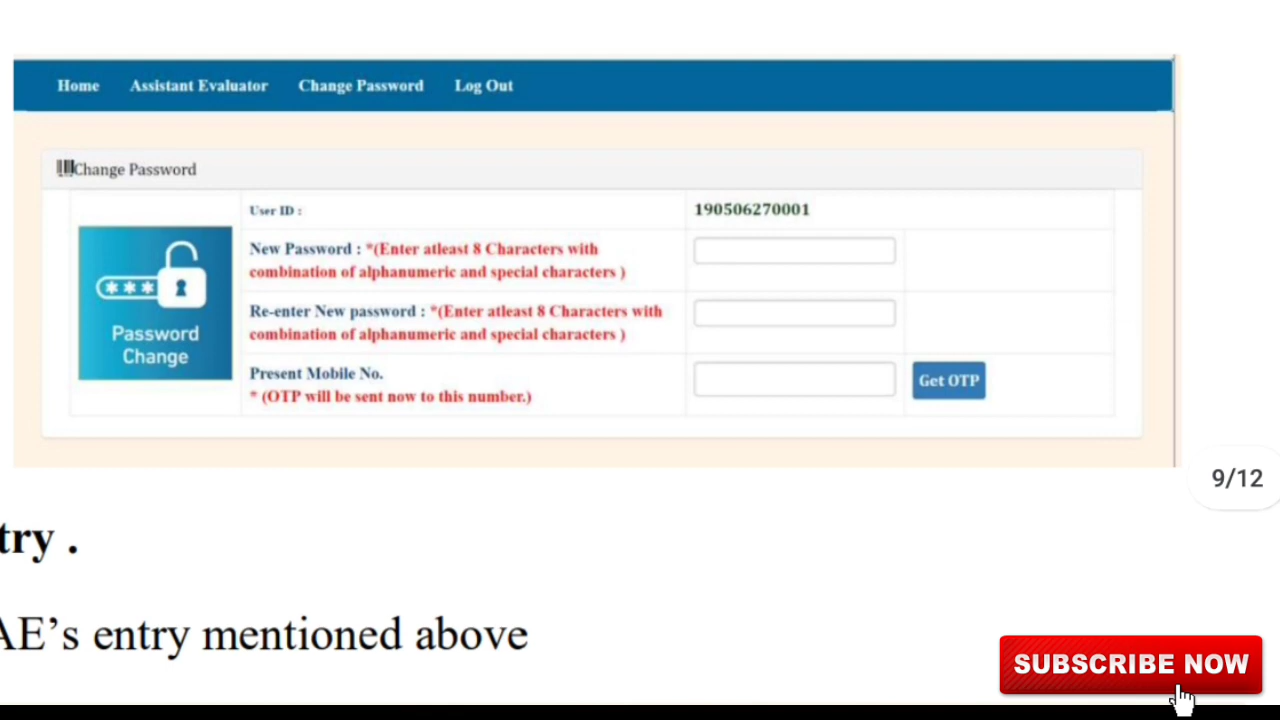 Home Assistant Evaluator Change Password Log Out
Change Password
User ID : 190506270001
New Password : *(Enter atleast 8 Characters with
combination of alphanumeric and special characters )
Re-enter New password : *(Enter atleast 8 Characters with
combination of alphanumeric and special characters )
***
Password
Change
Present Mobile No.
* (OTP will be sent now to this number.)
Get OTP
9/12
try .
AE’s entry mentioned above
SUBSCRIBE NOW